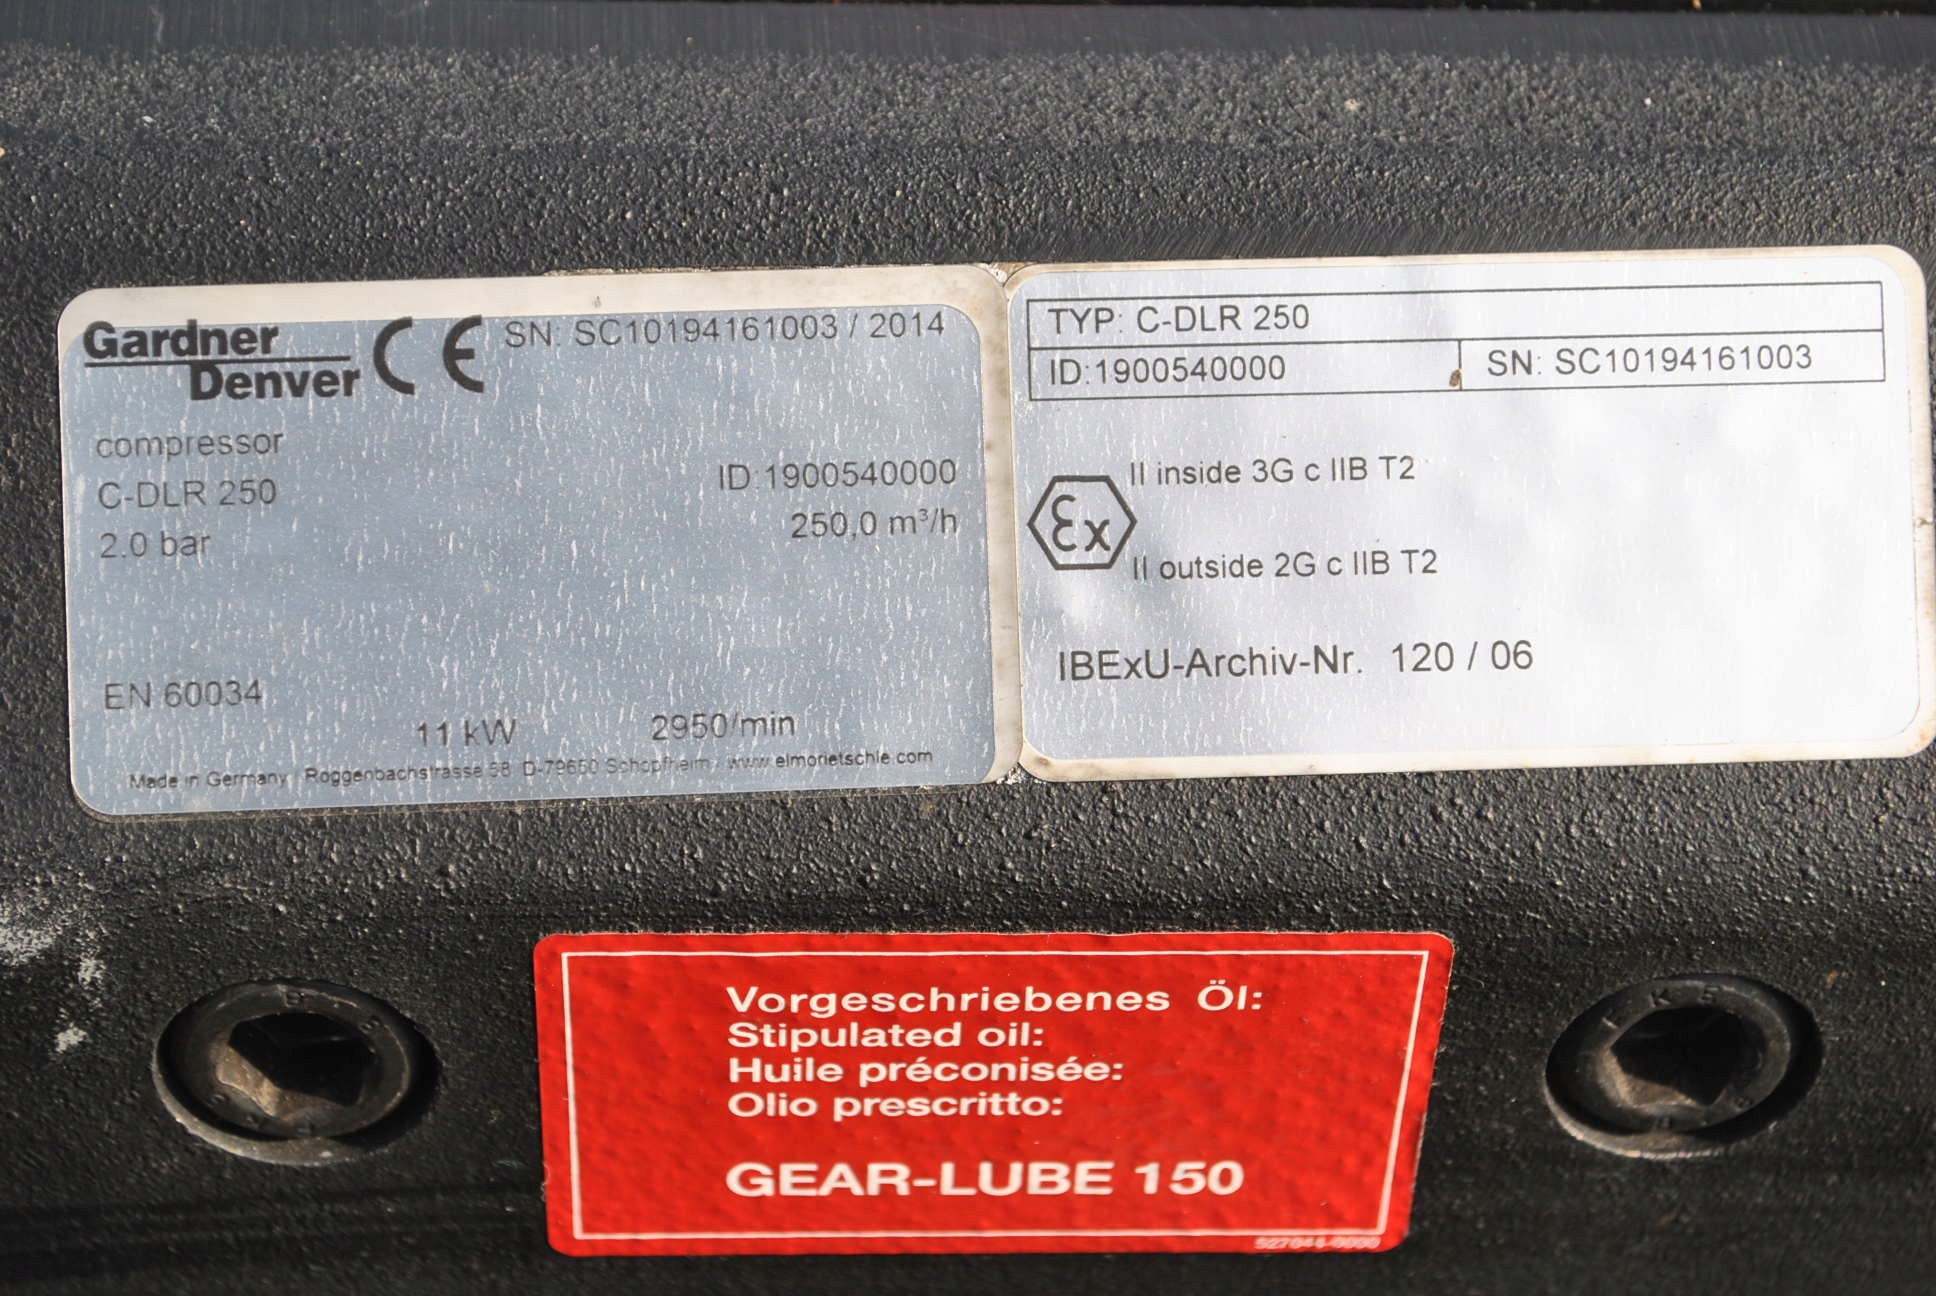 Gardner
Denver
CE
SN: SC10194161003 / 2014
compressor
C-DLR 250
ID:1900540000
2.0 bar
250,0 m³/h
EN 60034
11 kW
2950/min
Made in Germany / Roggenbachstrasse 58 D-79650 Schopfheim / www.elmorietschle.com
TYP: C-DLR 250
ID:1900540000
SN: SC10194161003
Ex
II inside 3G c IIB T2
II outside 2G c IIB T2
IBExU-Archiv-Nr. 120 / 06
Vorgeschriebenes Öl:
Stipulated oil:
Huile préconisée:
Olio prescritto:
GEAR-LUBE 150
527044-0000